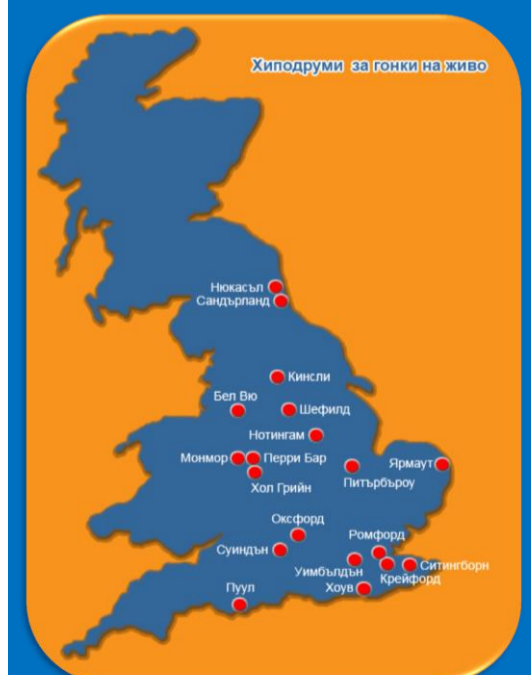 Хиподруми за гонки на живо
Нюкасъл
Сандърланд
Кинсли
Бел Вю
Шефилд
Нотингам
Монмор
Перри Бар
Ярмаут
Хол Грийн
Питърбъроу
Оксфорд
Ромфорд
Суиндън
Уимбълдън
Ситингборн
Крейфорд
Пуул
Хоув